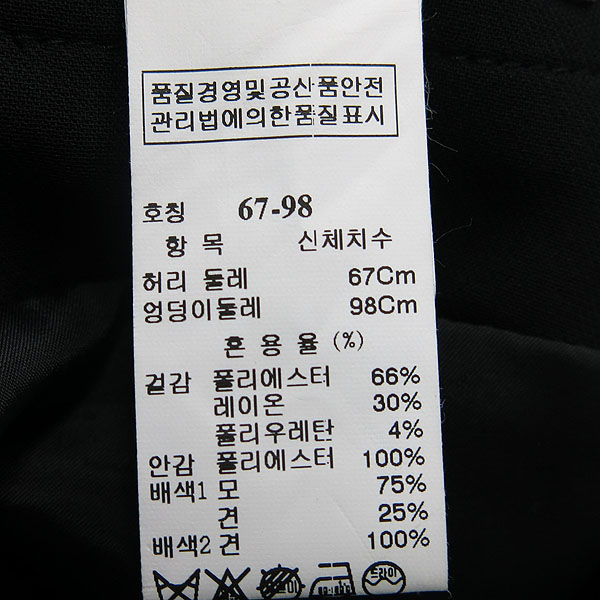 품질경영및공산품안전
관리법에의한품질표시
호칭 67-98
항 목 신체치수
허리 둘레 67Cm
엉덩이둘레 98Cm
혼 용 율 (%)
겉감 폴리에스터 66%
레이온 30%
폴리우레탄 4%
안감 폴리에스터 100%
배색1 모 75%
견 25%
배색2 견 100%
드라이